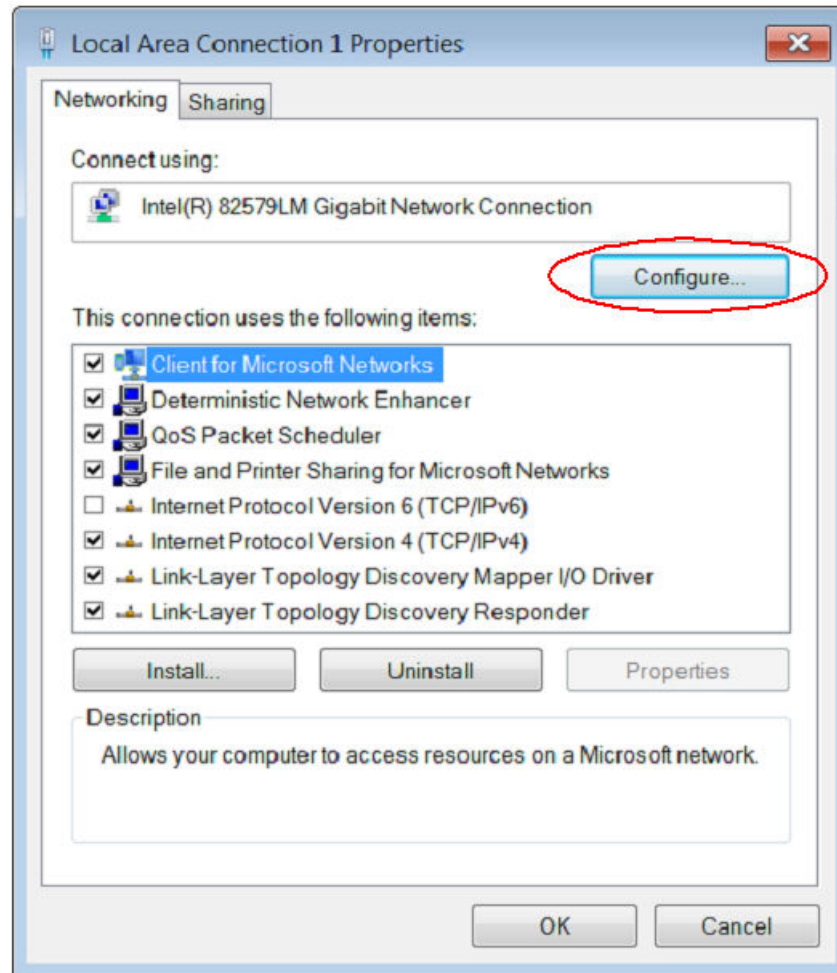 Local Area Connection 1 Properties
Networking
Sharing
Connect using:
Intel(R) 82579LM Gigabit Network Connection
Configure...
This connection uses the following items:
Client for Microsoft Networks
Deterministic Network Enhancer
QoS Packet Scheduler
File and Printer Sharing for Microsoft Networks
Internet Protocol Version 6 (TCP/IPv6)
Internet Protocol Version 4 (TCP/IPv4)
Link-Layer Topology Discovery Mapper I/O Driver
Link-Layer Topology Discovery Responder
Install...
Uninstall
Properties
Description
Allows your computer to access resources on a Microsoft network.
OK
Cancel